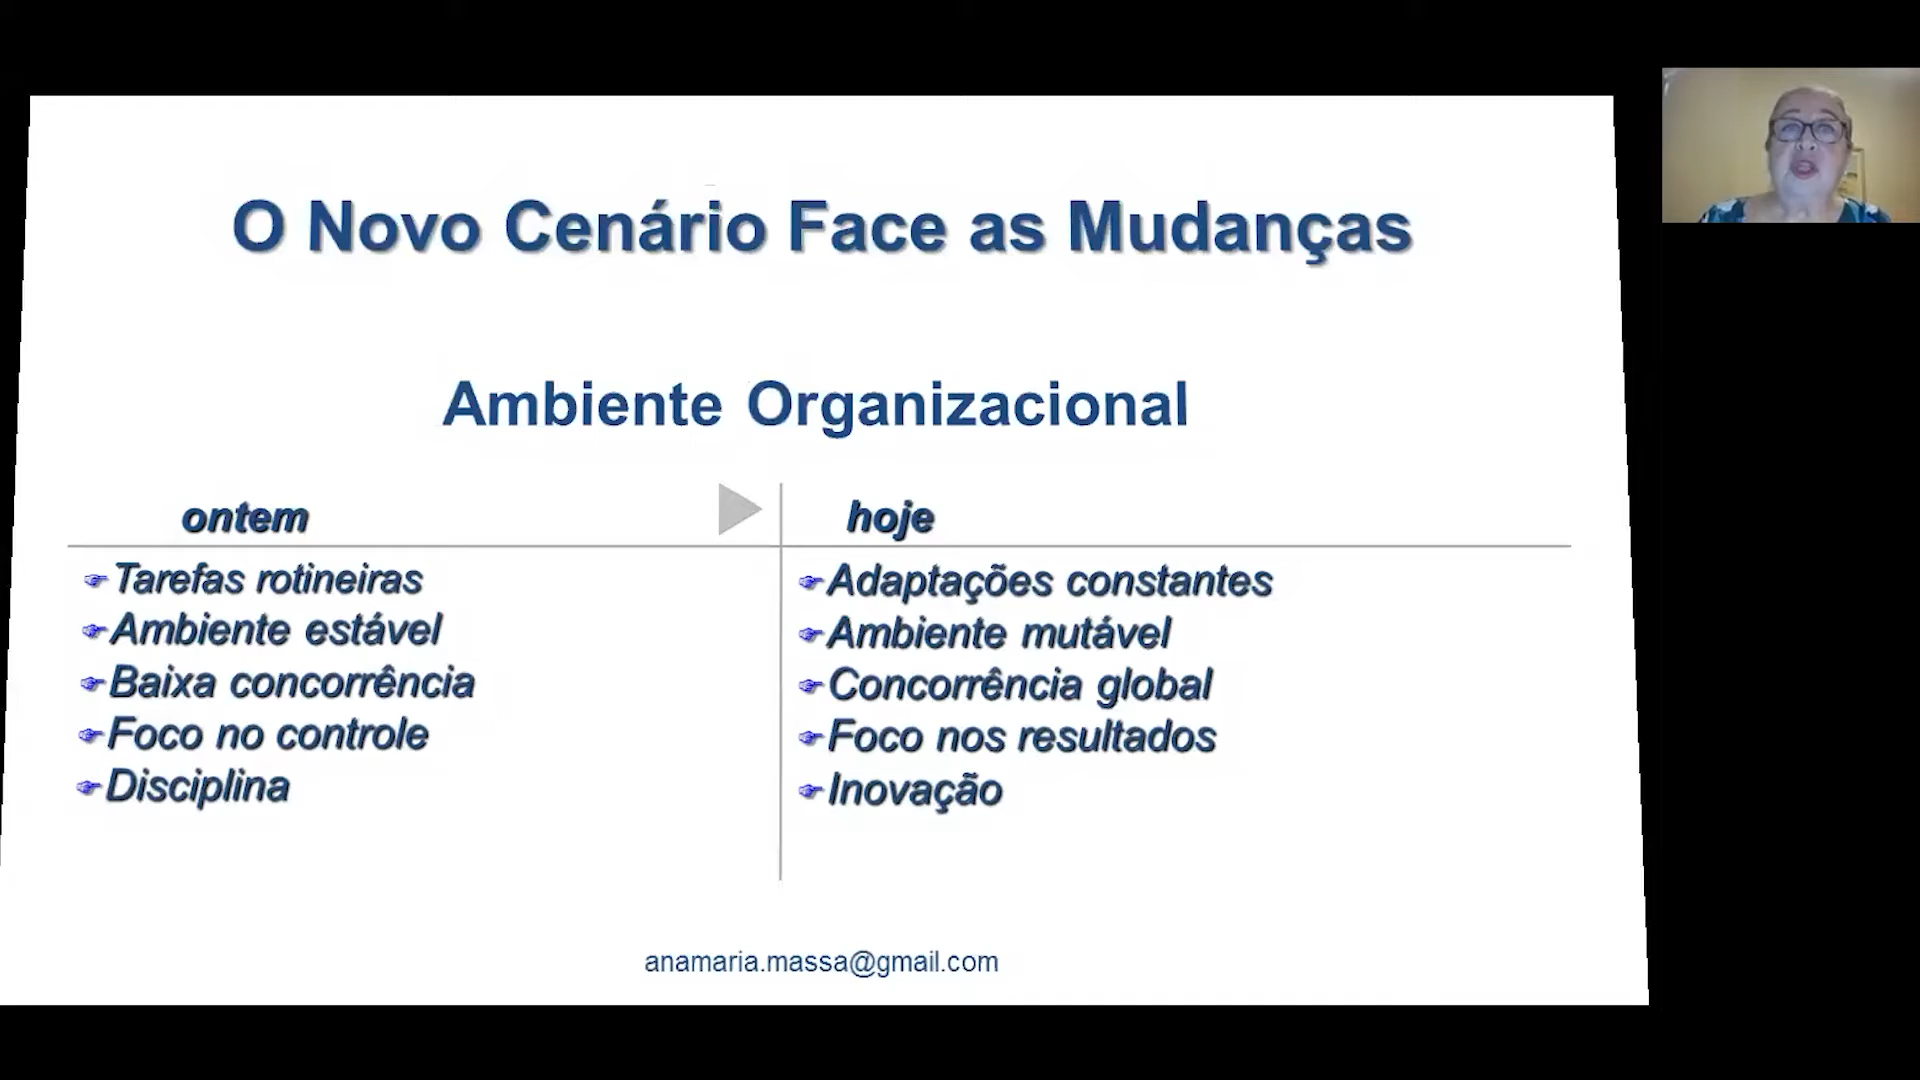 O Novo Cenário Face as Mudanças
Ambiente Organizacional
ontem
Tarefas rotineiras
Ambiente estável
Baixa concorrência
Foco no controle
Disciplina
hoje
Adaptações constantes
Ambiente mutável
Concorrência global
Foco nos resultados
Inovação
anamaria.massa@gmail.com